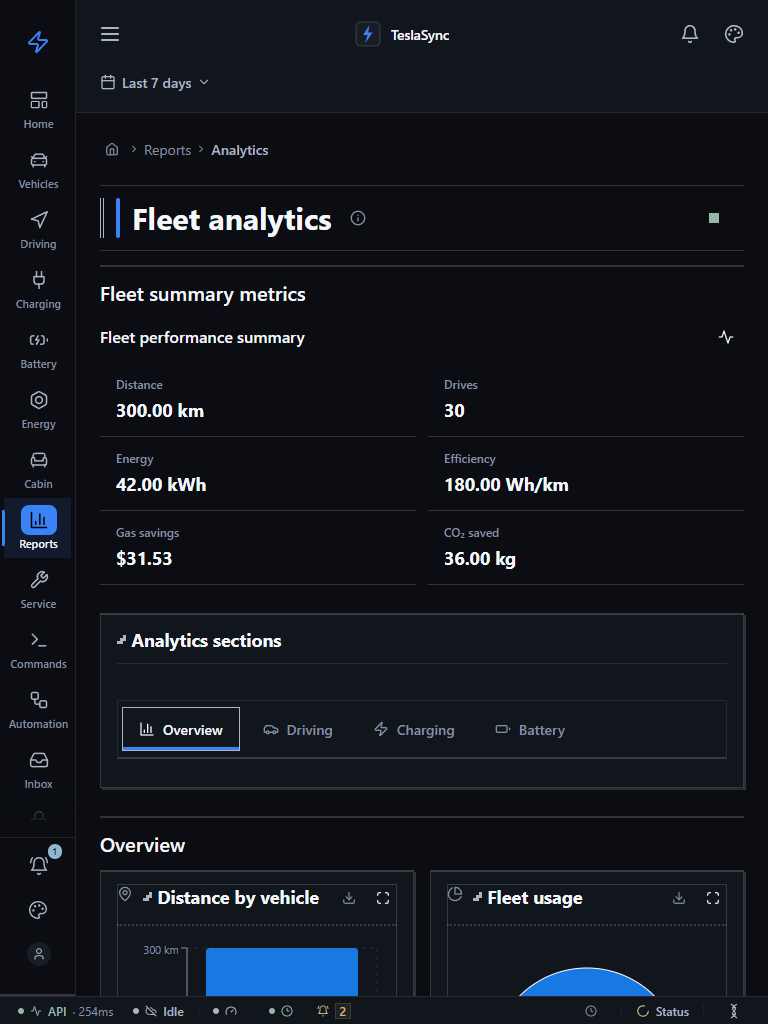 TeslaSync
Last 7 days
Home
Vehicles
Driving
Charging
Battery
Energy
Cabin
Reports
Service
Commands
Automation
Inbox
1
Reports
Analytics
Fleet analytics
Fleet summary metrics
Fleet performance summary
Distance
300.00 km
Drives
30
Energy
42.00 kWh
Efficiency
180.00 Wh/km
Gas savings
$31.53
CO₂ saved
36.00 kg
Analytics sections
Overview
Driving
Charging
Battery
Overview
Distance by vehicle
300 km
Fleet usage
API · 254ms
Idle
2
Status